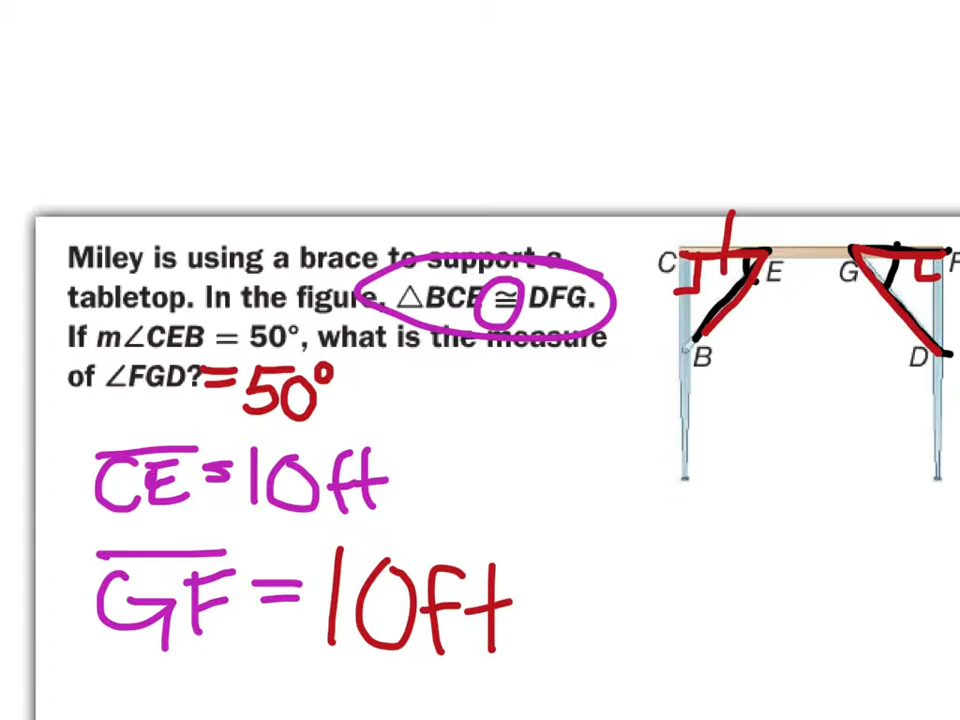 Miley is using a brace to support a
tabletop. In the figure, △BCE ≅ DFG.
If m∠CEB = 50°, what is the measure
of ∠FGD? = 50°
CE = 10ft
GF = 10ft
C E G F
B D